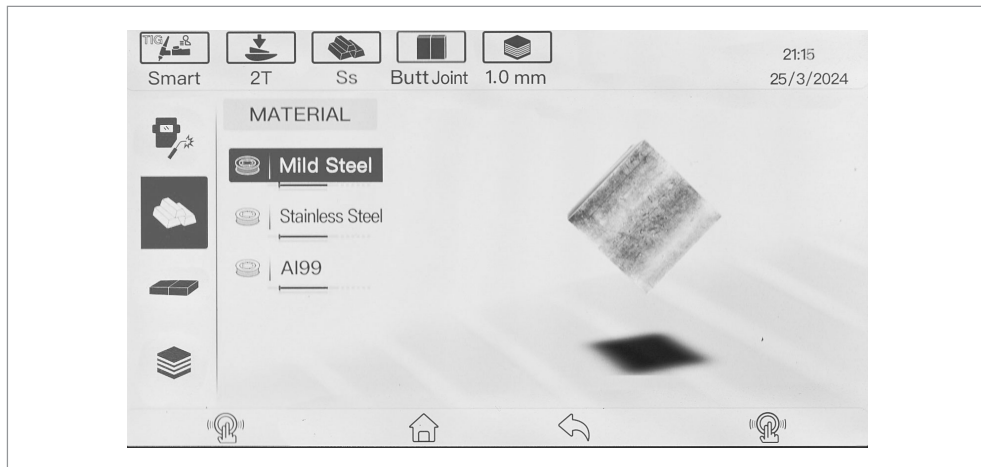 TIG
Smart 2T Ss Butt Joint 1.0 mm
21:15
25/3/2024
MATERIAL
Mild Steel
Stainless Steel
Al99